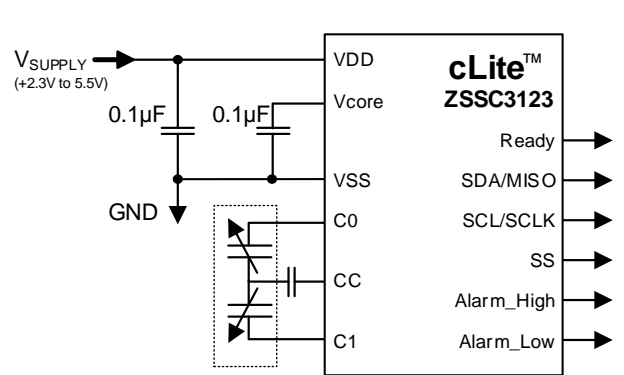 VSUPPLY
(+2.3V to 5.5V)
0.1µF
0.1µF
GND
VDD
Vcore
VSS
C0
CC
C1
cLite™
ZSSC3123
Ready
SDA/MISO
SCL/SCLK
SS
Alarm_High
Alarm_Low